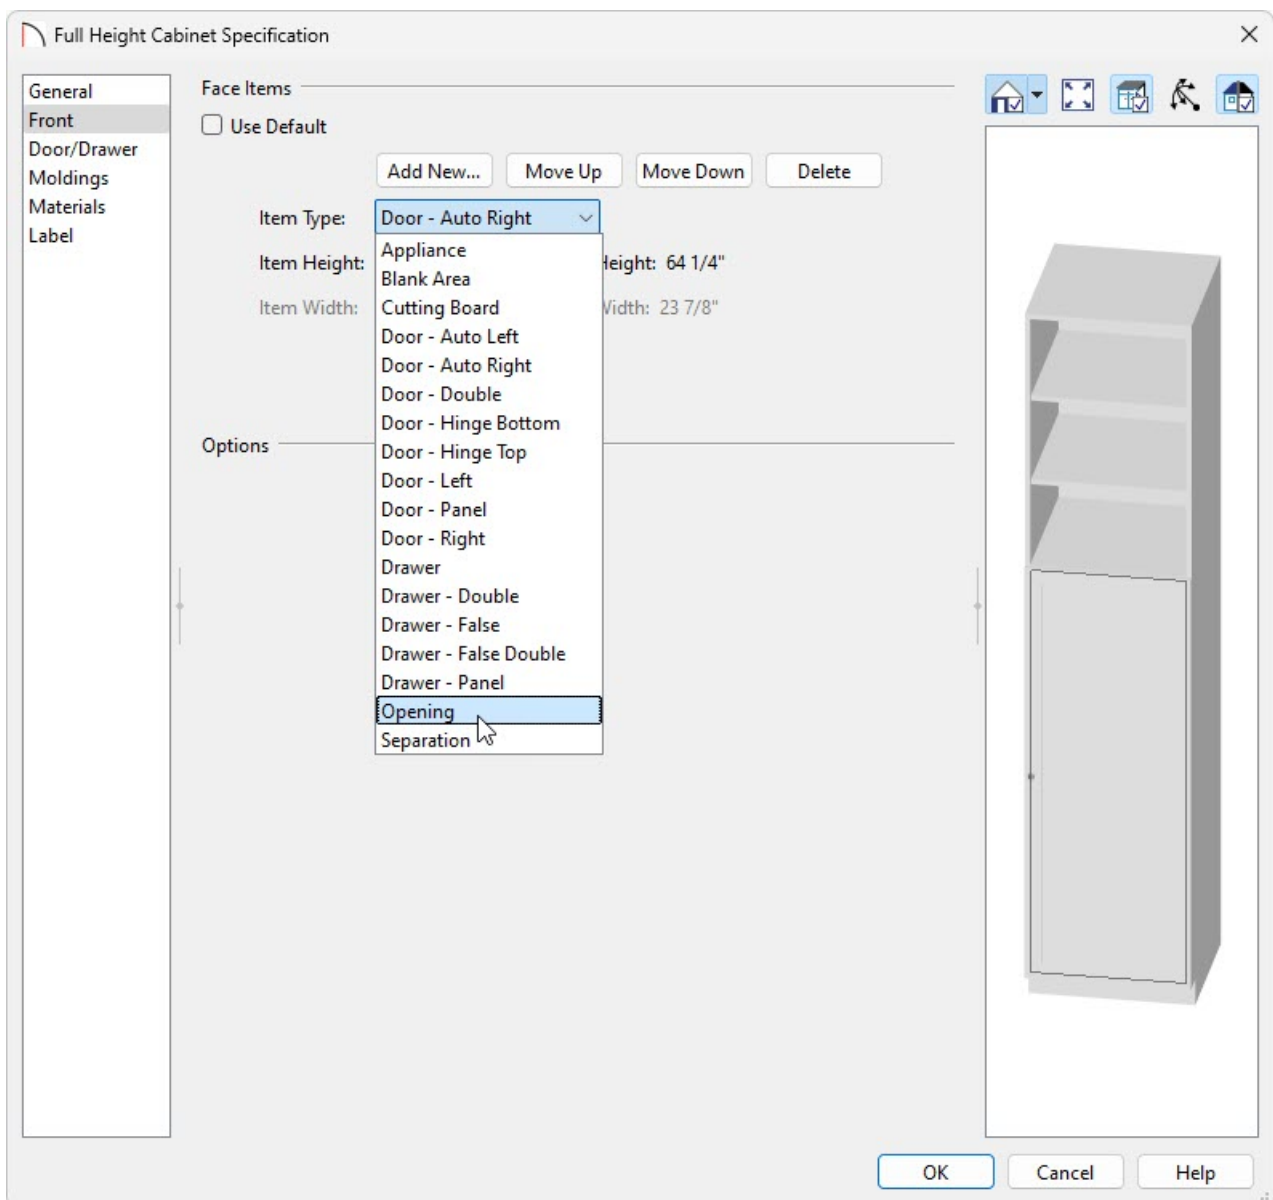 Full Height Cabinet Specification
General
Front
Door/Drawer
Moldings
Materials
Label
Face Items
Use Default
Add New... Move Up Move Down Delete
Item Type: Door - Auto Right
Item Height: Height: 64 1/4"
Item Width: Width: 23 7/8"
Appliance
Blank Area
Cutting Board
Door - Auto Left
Door - Auto Right
Door - Double
Door - Hinge Bottom
Door - Hinge Top
Door - Left
Door - Panel
Door - Right
Drawer
Drawer - Double
Drawer - False
Drawer - False Double
Drawer - Panel
Opening
Separation
Options
OK Cancel Help